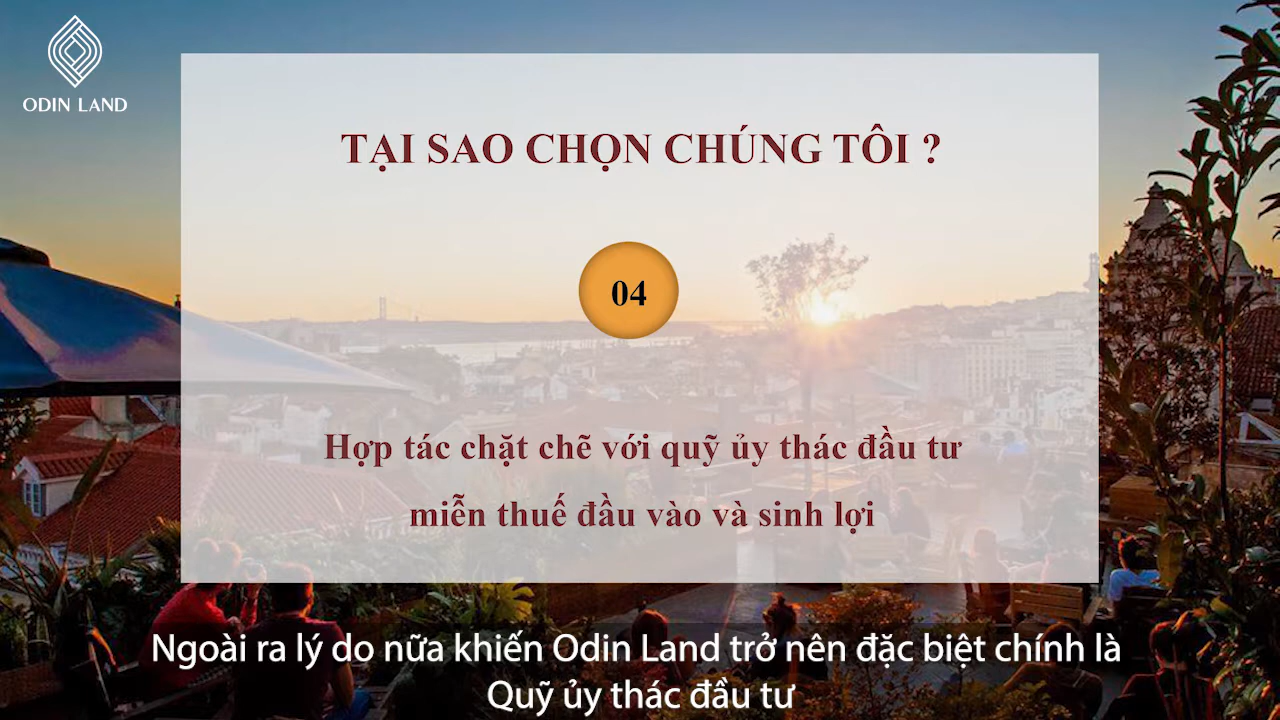 ODIN LAND
TẠI SAO CHỌN CHÚNG TÔI ?
04
Hợp tác chặt chẽ với quỹ ủy thác đầu tư
miễn thuế đầu vào và sinh lợi
Ngoài ra lý do nữa khiến Odin Land trở nên đặc biệt chính là
Quỹ ủy thác đầu tư